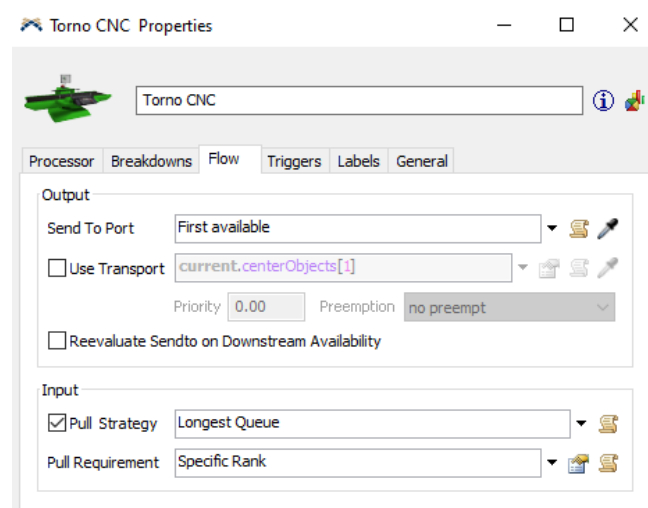 Torno CNC Properties
Torno CNC
Processor Breakdowns Flow Triggers Labels General
Output
Send To Port First available
Use Transport current.centerObjects[1]
Priority 0.00 Preemption no preempt
Reevaluate Sendto on Downstream Availability
Input
Pull Strategy Longest Queue
Pull Requirement Specific Rank